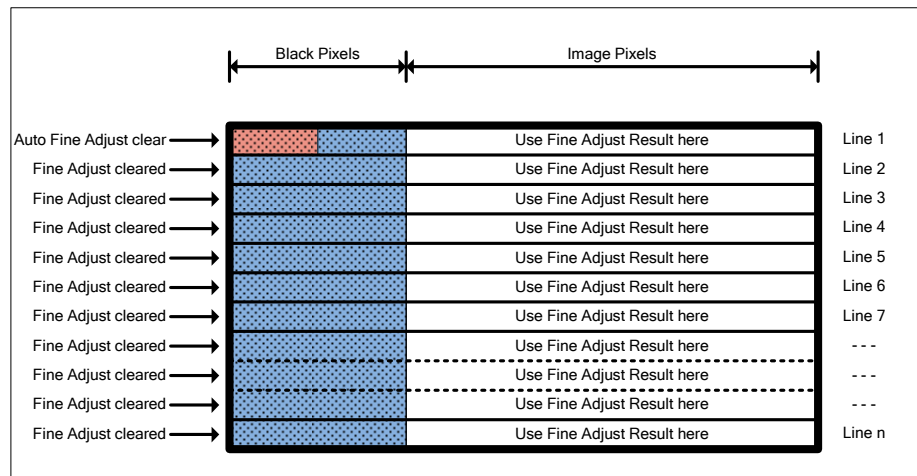 Black Pixels Image Pixels
Auto Fine Adjust clear Use Fine Adjust Result here Line 1
Fine Adjust cleared Use Fine Adjust Result here Line 2
Fine Adjust cleared Use Fine Adjust Result here Line 3
Fine Adjust cleared Use Fine Adjust Result here Line 4
Fine Adjust cleared Use Fine Adjust Result here Line 5
Fine Adjust cleared Use Fine Adjust Result here Line 6
Fine Adjust cleared Use Fine Adjust Result here Line 7
Fine Adjust cleared Use Fine Adjust Result here - - -
Fine Adjust cleared Use Fine Adjust Result here - - -
Fine Adjust cleared Use Fine Adjust Result here - - -
Fine Adjust cleared Use Fine Adjust Result here Line n